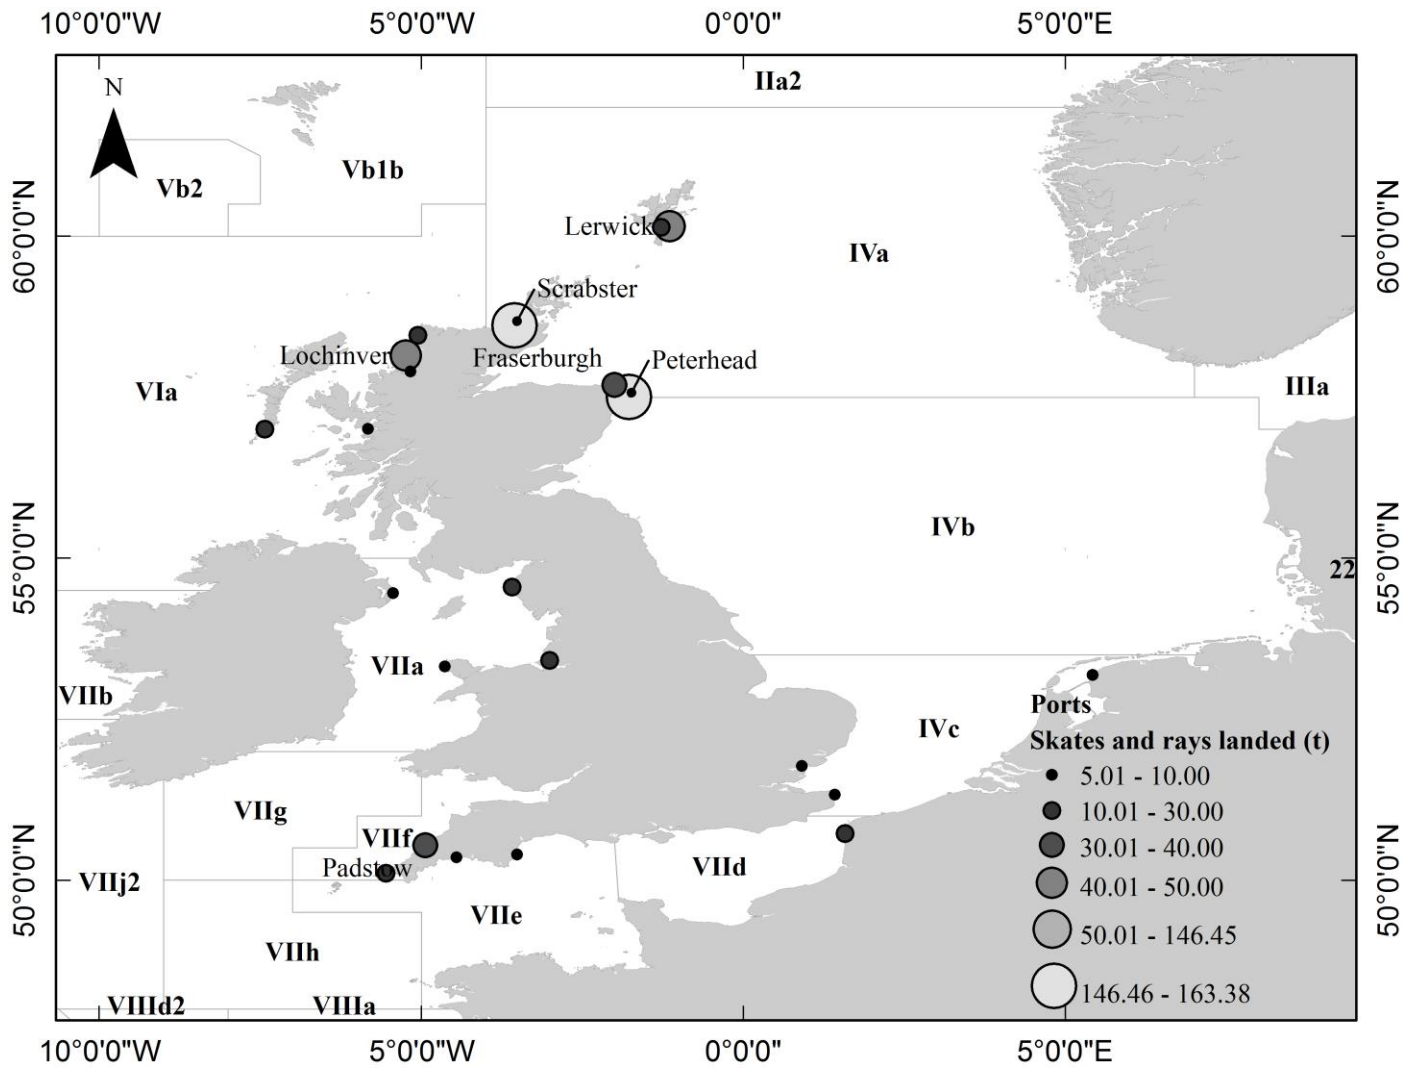 10°0'0"W 5°0'0"W 0°0'0" 5°0'0"E
N
IIa2
Vb2
Vb1b
60°0'0"N
60°0'0"N
Lerwick
IVa
Scrabster
Lochinver
Fraserburgh
Peterhead
VIa
IIIa
IVb
55°0'0"N
55°0'0"N
22
VIIa
VIIb
IVc
Ports
Skates and rays landed (t)
5.01 - 10.00
10.01 - 30.00
30.01 - 40.00
40.01 - 50.00
50.01 - 146.45
146.46 - 163.38
VIIg
VIIf
Padstow
VIId
VIIj2
50°0'0"N
50°0'0"N
VIIe
VIIh
VIIId2
VIIIa
10°0'0"W 5°0'0"W 0°0'0" 5°0'0"E